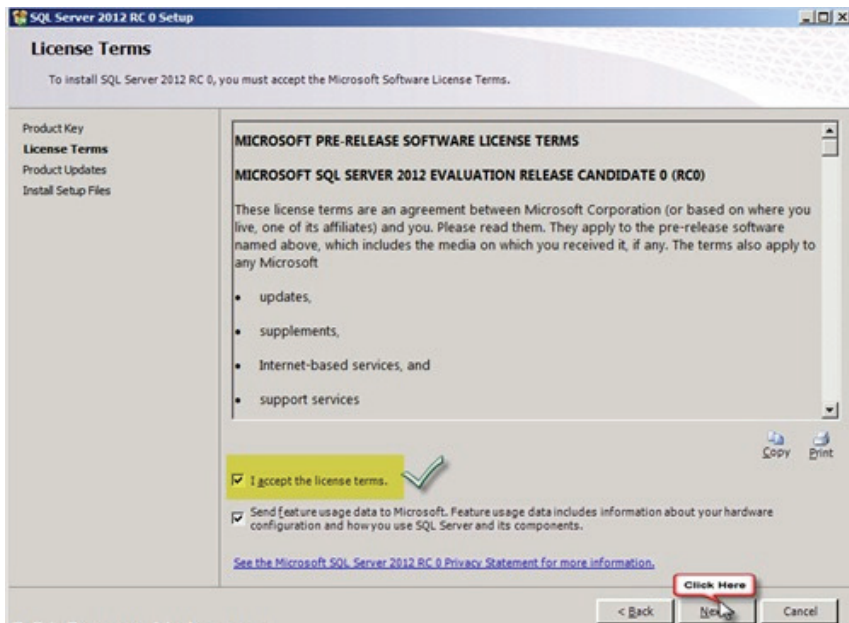 SQL Server 2012 RC 0 Setup
License Terms
To install SQL Server 2012 RC 0, you must accept the Microsoft Software License Terms.
Product Key
License Terms
Product Updates
Install Setup Files
MICROSOFT PRE-RELEASE SOFTWARE LICENSE TERMS
MICROSOFT SQL SERVER 2012 EVALUATION RELEASE CANDIDATE 0 (RC0)
These license terms are an agreement between Microsoft Corporation (or based on where you
live, one of its affiliates) and you. Please read them. They apply to the pre-release software
named above, which includes the media on which you received it, if any. The terms also apply to
any Microsoft
• updates,
• supplements,
• Internet-based services, and
• support services
Copy Print
I accept the license terms.
Send feature usage data to Microsoft. Feature usage data includes information about your hardware
configuration and how you use SQL Server and its components.
See the Microsoft SQL Server 2012 RC 0 Privacy Statement for more information.
Click Here
< Back Cancel